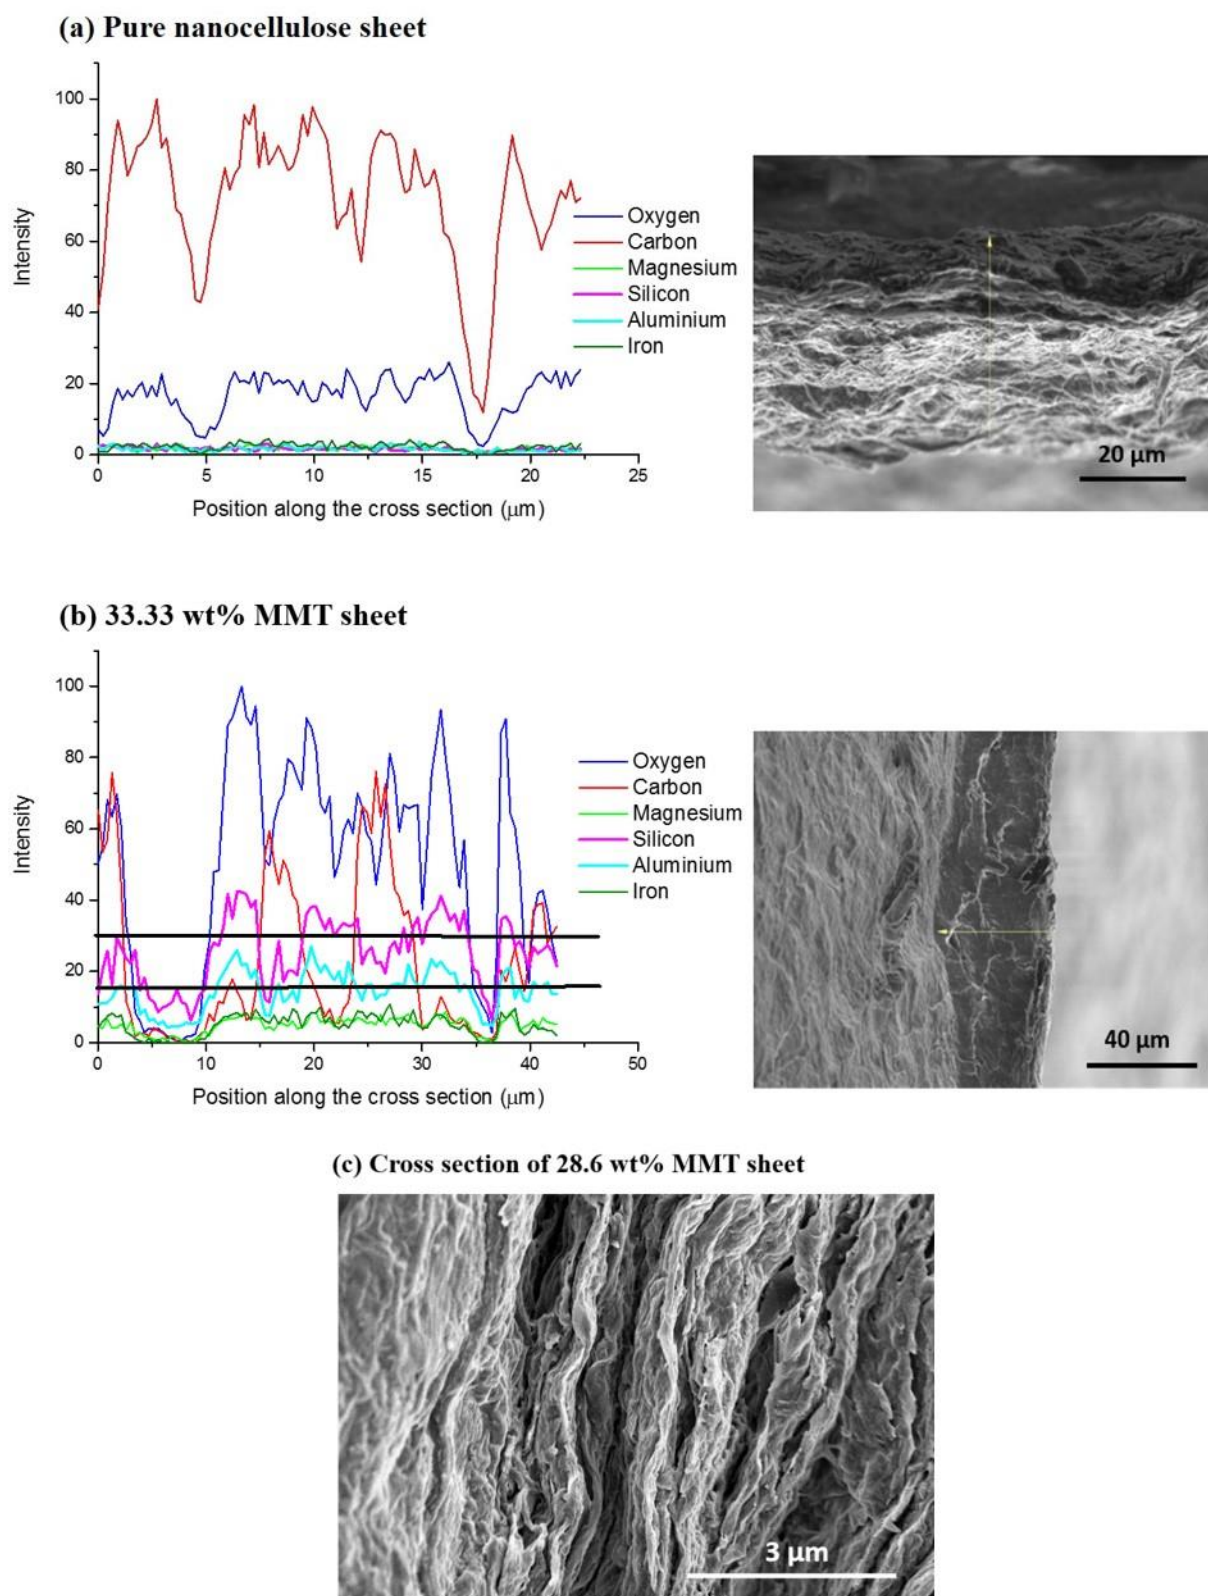 (a) Pure nanocellulose sheet
100
80
60
40
20
0
Intensity
0 5 10 15 20 25
Position along the cross section (μm)
Oxygen
Carbon
Magnesium
Silicon
Aluminium
Iron
20 μm
(b) 33.33 wt% MMT sheet
100
80
60
40
20
0
Intensity
0 10 20 30 40 50
Position along the cross section (μm)
Oxygen
Carbon
Magnesium
Silicon
Aluminium
Iron
40 μm
(c) Cross section of 28.6 wt% MMT sheet
3 μm